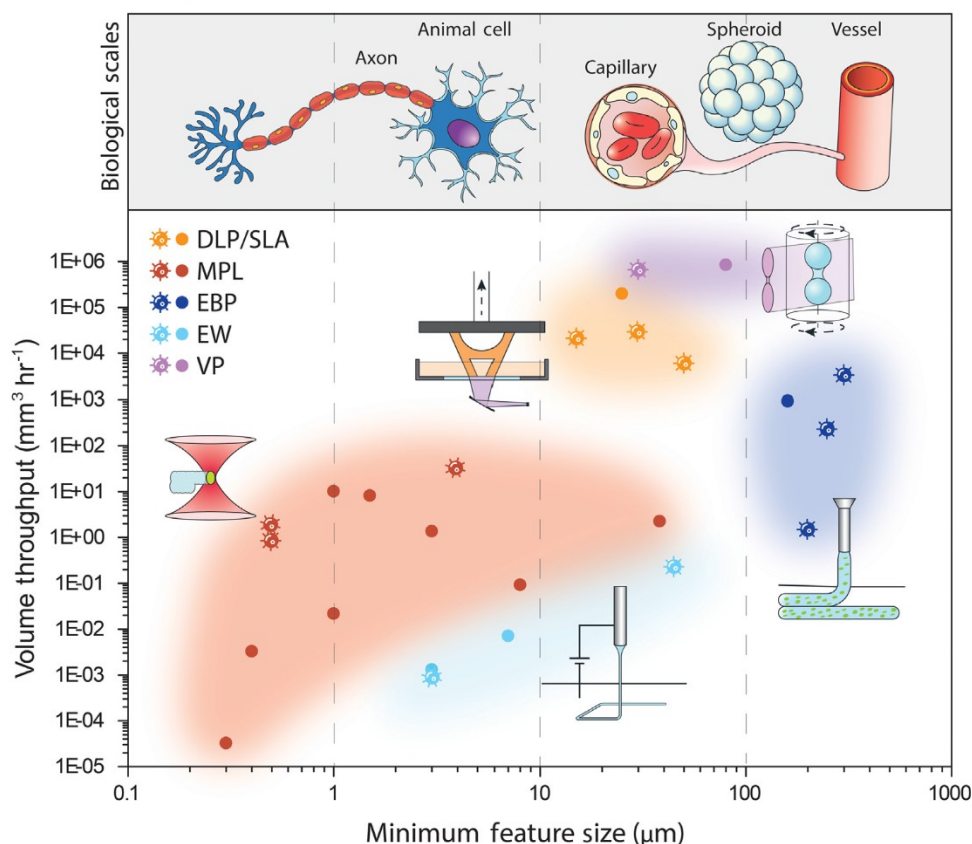 Biological scales
Axon
Animal cell
Capillary
Spheroid
Vessel
Volume throughput (mm³ hr⁻¹)
1E+06
1E+05
1E+04
1E+03
1E+02
1E+01
1E+00
1E-01
1E-02
1E-03
1E-04
1E-05
DLP/SLA
MPL
EBP
EW
VP
0.1
1
10
100
1000
Minimum feature size (µm)